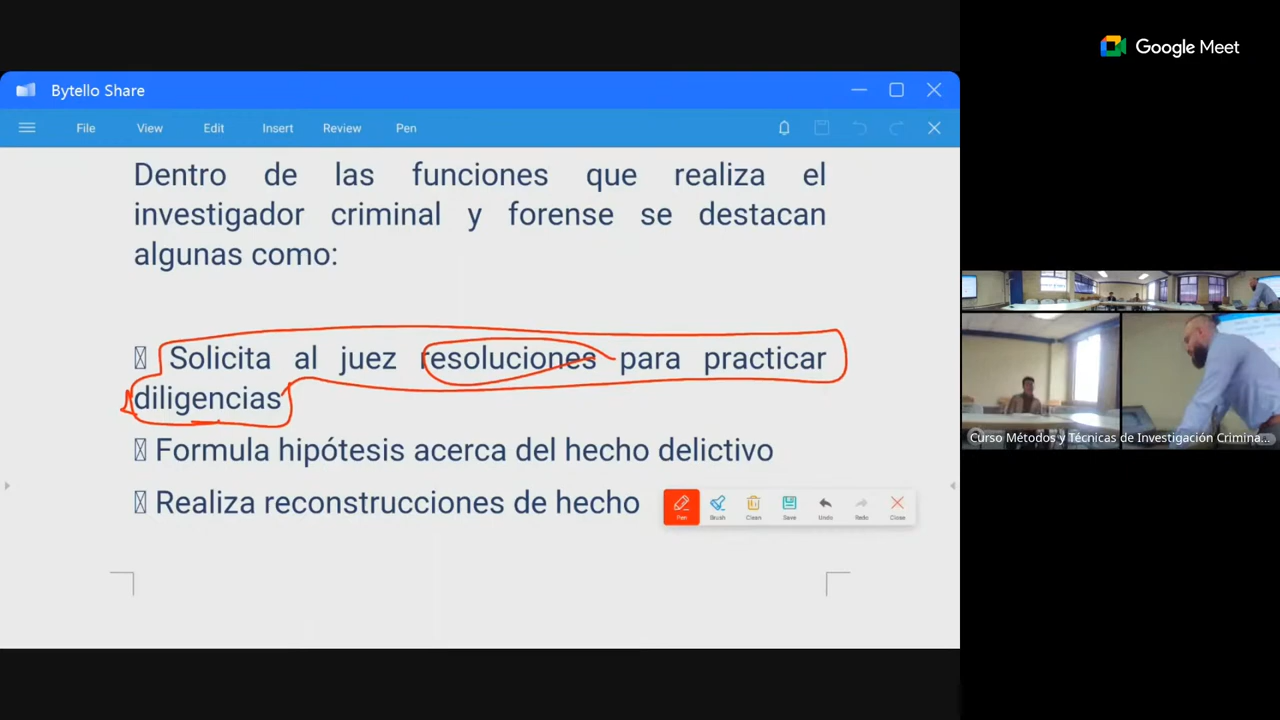 Google Meet
Bytello Share
File View Edit Insert Review Pen
Dentro de las funciones que realiza el
investigador criminal y forense se destacan
algunas como:
Solicita al juez resoluciones para practicar
diligencias
Formula hipótesis acerca del hecho delictivo
Realiza reconstrucciones de hecho
Pen Brush Clean Save Undo Redo Close
Curso Métodos y Técnicas de Investigación Crimina...